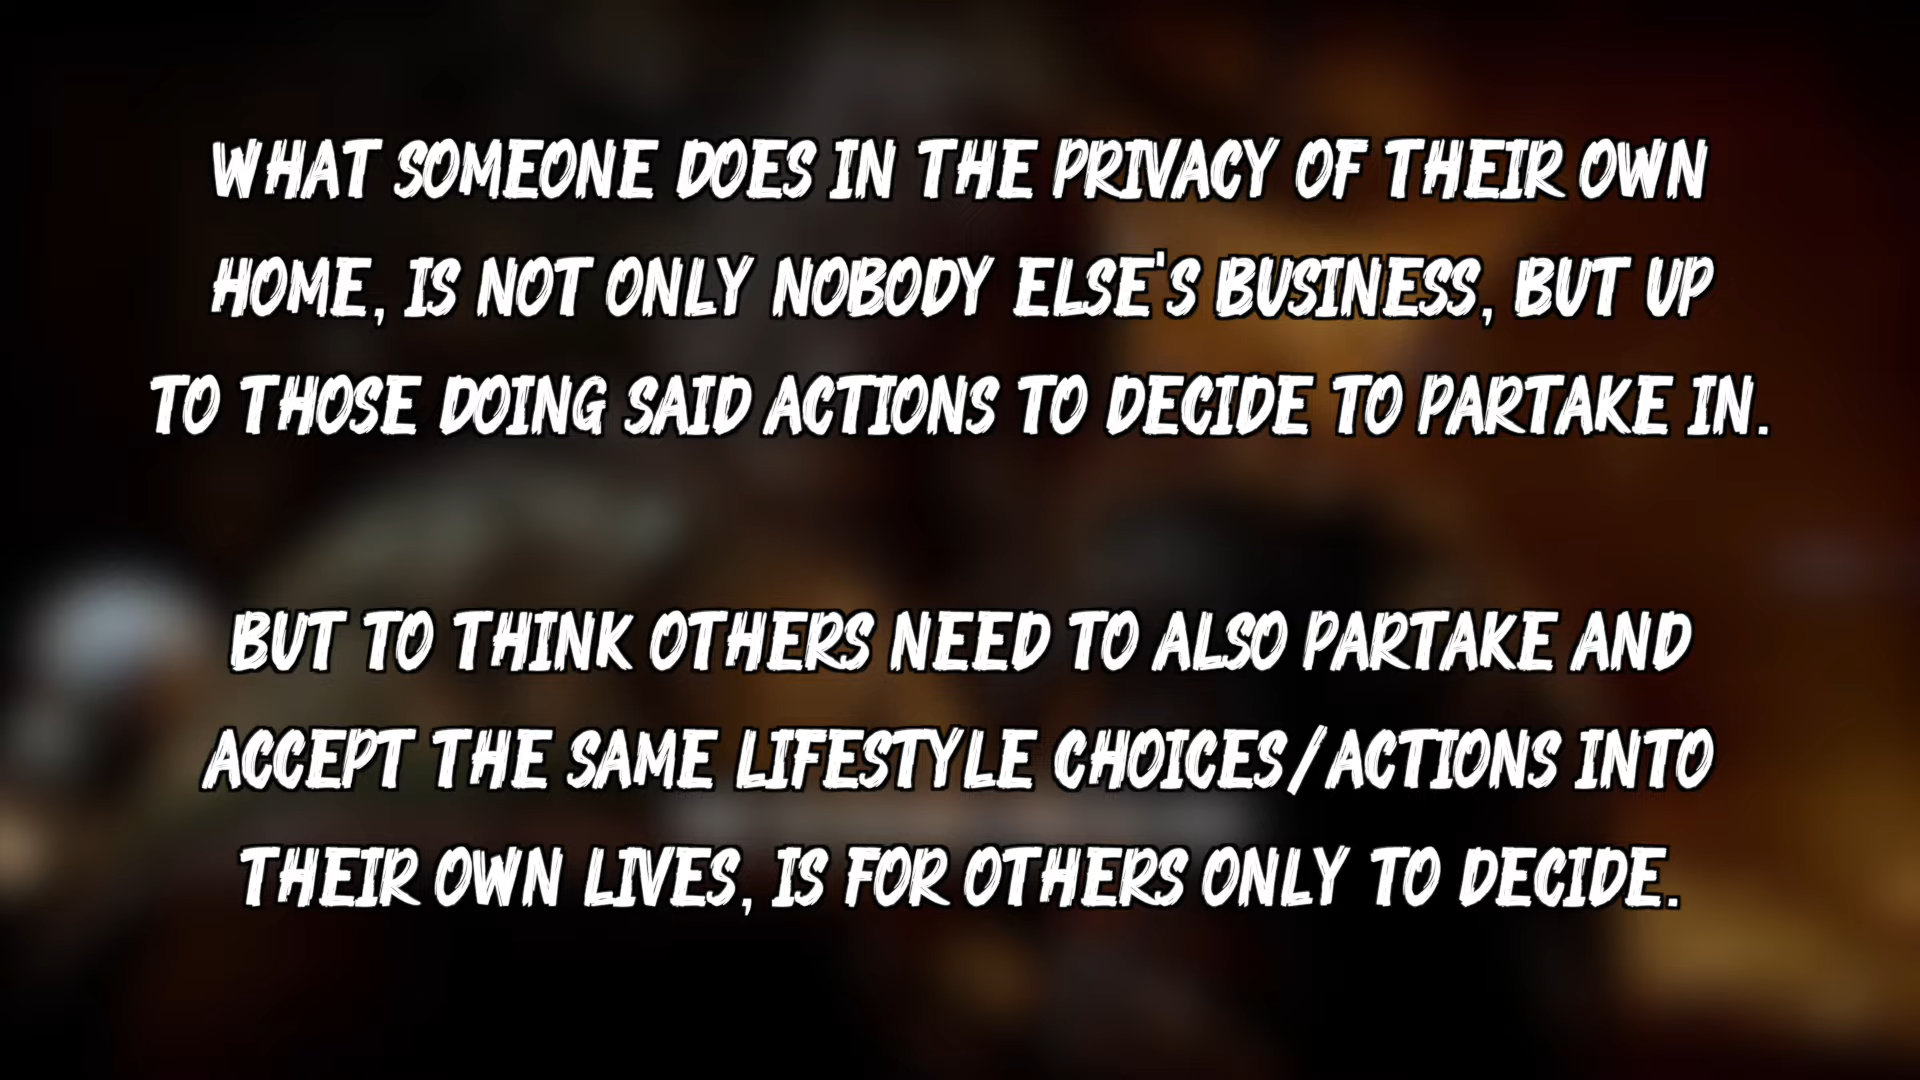 WHAT SOMEONE DOES IN THE PRIVACY OF THEIR OWN
HOME, IS NOT ONLY NOBODY ELSE'S BUSINESS, BUT UP
TO THOSE DOING SAID ACTIONS TO DECIDE TO PARTAKE IN.
BUT TO THINK OTHERS NEED TO ALSO PARTAKE AND
ACCEPT THE SAME LIFESTYLE CHOICES/ACTIONS INTO
THEIR OWN LIVES, IS FOR OTHERS ONLY TO DECIDE.